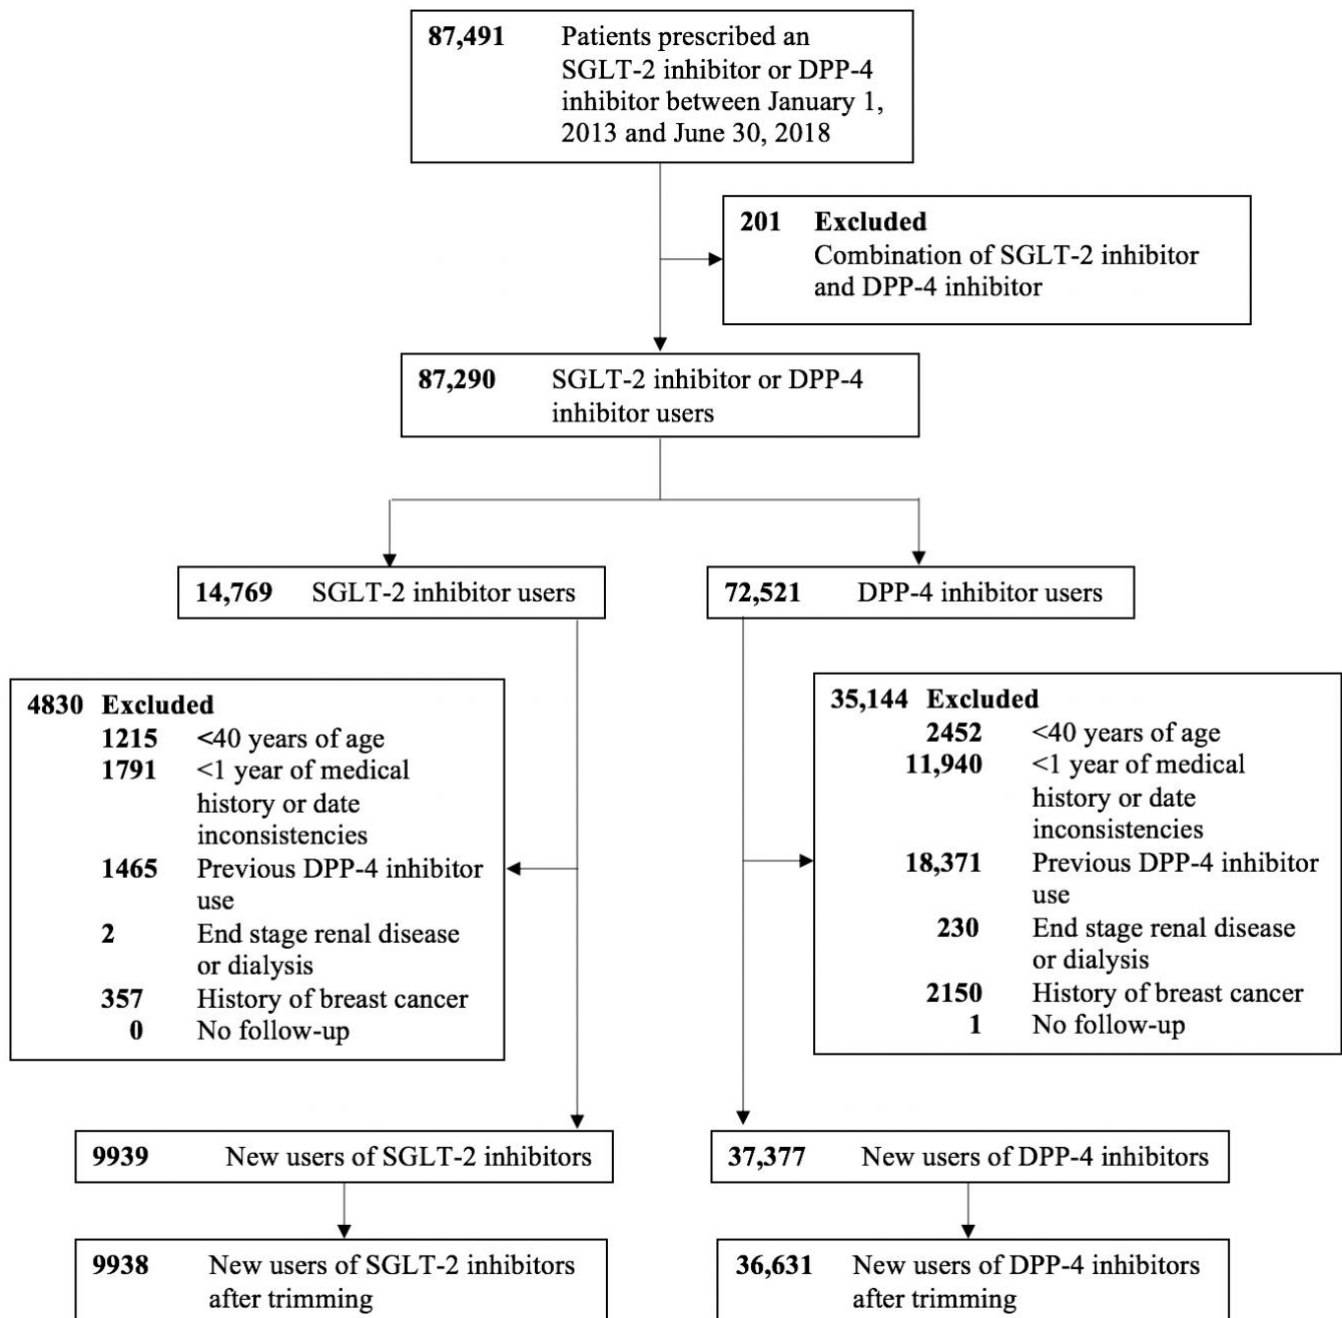 87,491 Patients prescribed an
SGLT-2 inhibitor or DPP-4
inhibitor between January 1,
2013 and June 30, 2018
201 Excluded
Combination of SGLT-2 inhibitor
and DPP-4 inhibitor
87,290 SGLT-2 inhibitor or DPP-4
inhibitor users
14,769 SGLT-2 inhibitor users
72,521 DPP-4 inhibitor users
4830 Excluded
1215 <40 years of age
1791 <1 year of medical
history or date
inconsistencies
1465 Previous DPP-4 inhibitor
use
2 End stage renal disease
or dialysis
357 History of breast cancer
0 No follow-up
35,144 Excluded
2452 <40 years of age
11,940 <1 year of medical
history or date
inconsistencies
18,371 Previous DPP-4 inhibitor
use
230 End stage renal disease
or dialysis
2150 History of breast cancer
1 No follow-up
9939 New users of SGLT-2 inhibitors
37,377 New users of DPP-4 inhibitors
9938 New users of SGLT-2 inhibitors
after trimming
36,631 New users of DPP-4 inhibitors
after trimming